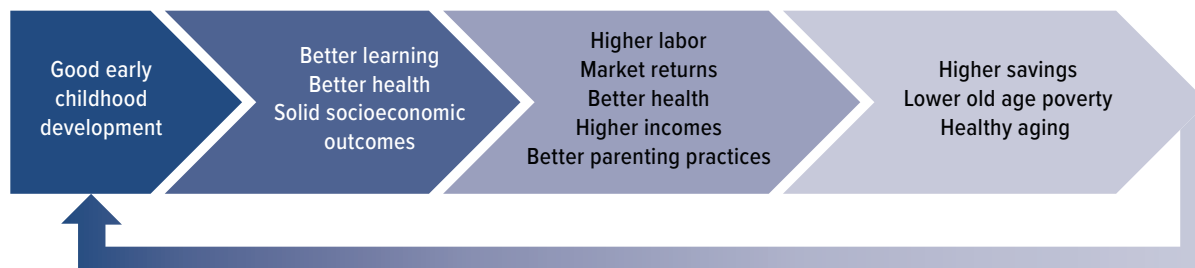 Good early
childhood
development
Better learning
Better health
Solid socioeconomic
outcomes
Higher labor
Market returns
Better health
Higher incomes
Better parenting practices
Higher savings
Lower old age poverty
Healthy aging